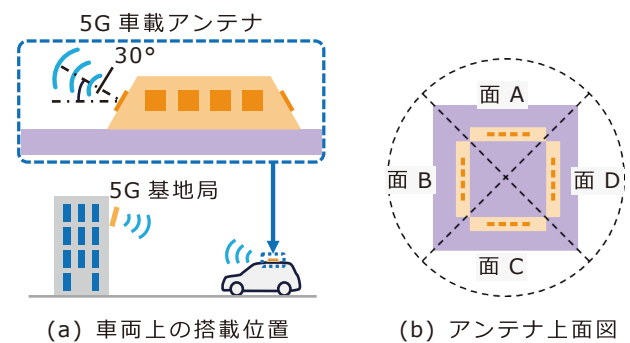 5G 車載アンテナ
30°
5G 基地局
(a) 車両上の搭載位置
面 A
面 B
面 D
面 C
(b) アンテナ上面図